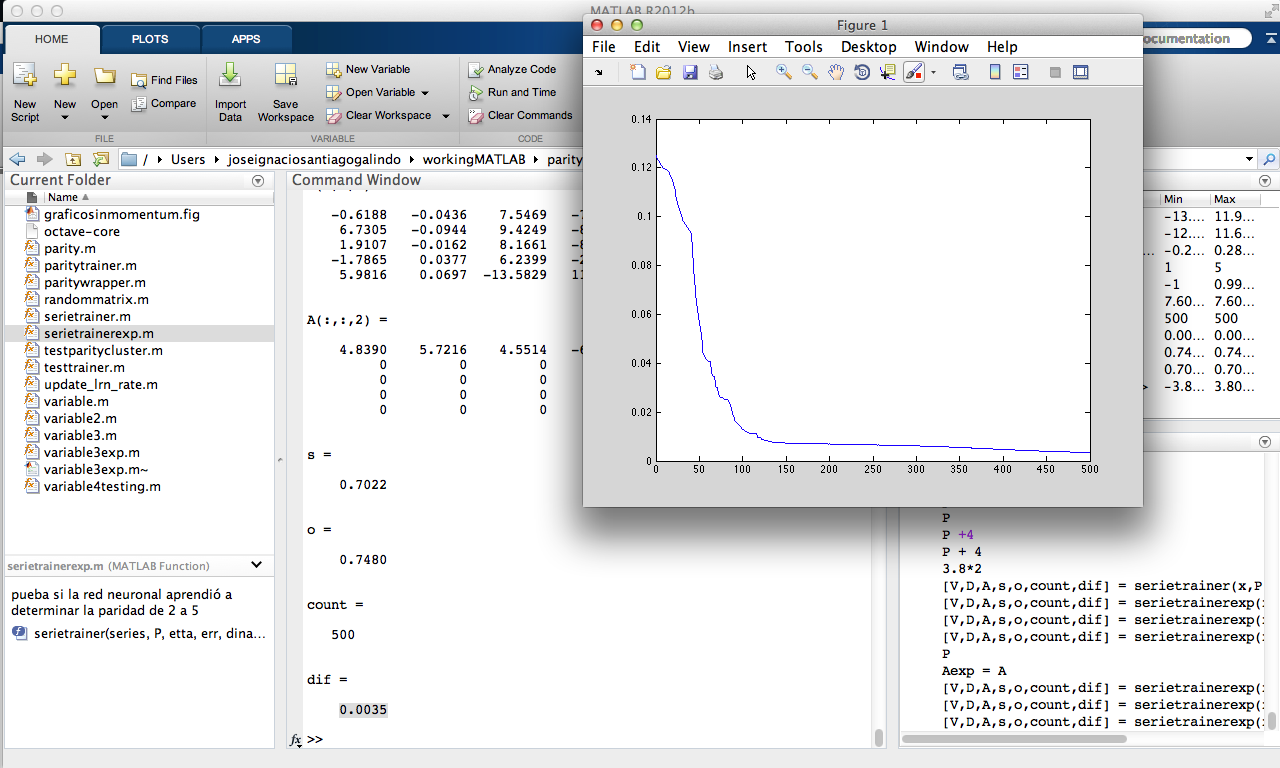 MATLAB R2012b
HOME
PLOTS
APPS
ocumentation
New Script
New
Open
Find Files
Compare
Import Data
Save Workspace
New Variable
Open Variable
Clear Workspace
Analyze Code
Run and Time
Clear Commands
FILE
VARIABLE
CODE
/ Users joseignaciosantiagogalindo workingMATLAB parity
Current Folder
Name
graficosinmomentum.fig
octave-core
parity.m
paritytrainer.m
paritywrapper.m
randommatrix.m
serietrainer.m
serietrainerexp.m
testparitycluster.m
testtrainer.m
update_lrn_rate.m
variable.m
variable2.m
variable3.m
variable3exp.m
variable3exp.m~
variable4testing.m
serietrainerexp.m (MATLAB Function)
pueba si la red neuronal aprendió a
determinar la paridad de 2 a 5
serietrainer(series, P, etta, err, dina...
Command Window
-0.6188 -0.0436 7.5469
6.7305 -0.0944 9.4249
1.9107 -0.0162 8.1661
-1.7865 0.0377 6.2399
5.9816 0.0697 -13.5829
A(:,:,2) =
4.8390 5.7216 4.5514
0 0 0
0 0 0
0 0 0
0 0 0
s =
0.7022
o =
0.7480
count =
500
dif =
0.0035
fx >>
Figure 1
File Edit View Insert Tools Desktop Window Help
0.14
0.12
0.1
0.08
0.06
0.04
0.02
0
0 50 100 150 200 250 300 350 400 450 500
Min Max
-13.... 11.9...
-12.... 11.6...
-0.2... 0.28...
1 5
-1 0.99...
7.60... 7.60...
500 500
0.00... 0.00...
0.74... 0.74...
0.70... 0.70...
-3.8... 3.80...
P
P +4
P + 4
3.8*2
[V,D,A,s,o,count,dif] = serietrainer(x,P
[V,D,A,s,o,count,dif] = serietrainerexp(
[V,D,A,s,o,count,dif] = serietrainerexp(
[V,D,A,s,o,count,dif] = serietrainerexp(
P
Aexp = A
[V,D,A,s,o,count,dif] = serietrainerexp(
[V,D,A,s,o,count,dif] = serietrainerexp(
[V,D,A,s,o,count,dif] = serietrainerexp(